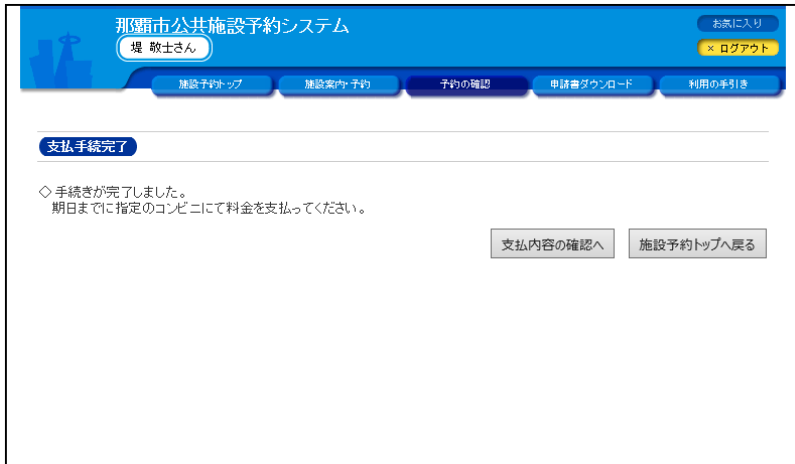 那覇市公共施設予約システム
お気に入り
堤 敬士さん
× ログアウト
施設予約トップ
施設案内・予約
予約の確認
申請書ダウンロード
利用の手引き
支払手続完了
◇手続きが完了しました。
期日までに指定のコンビニにて料金を支払ってください。
支払内容の確認へ
施設予約トップへ戻る